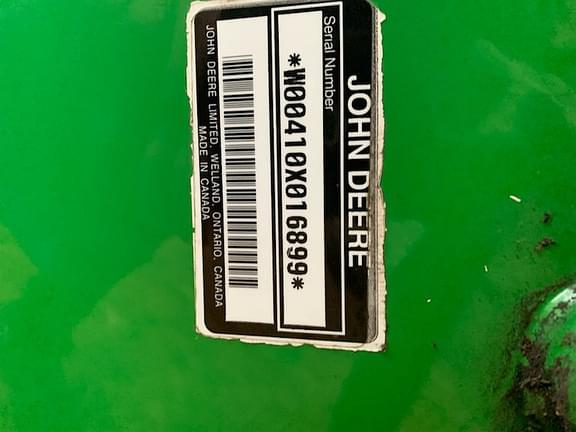 JOHN DEERE
Serial Number
*W00410X016899*
JOHN DEERE LIMITED, WELLAND, ONTARIO, CANADA
MADE IN CANADA